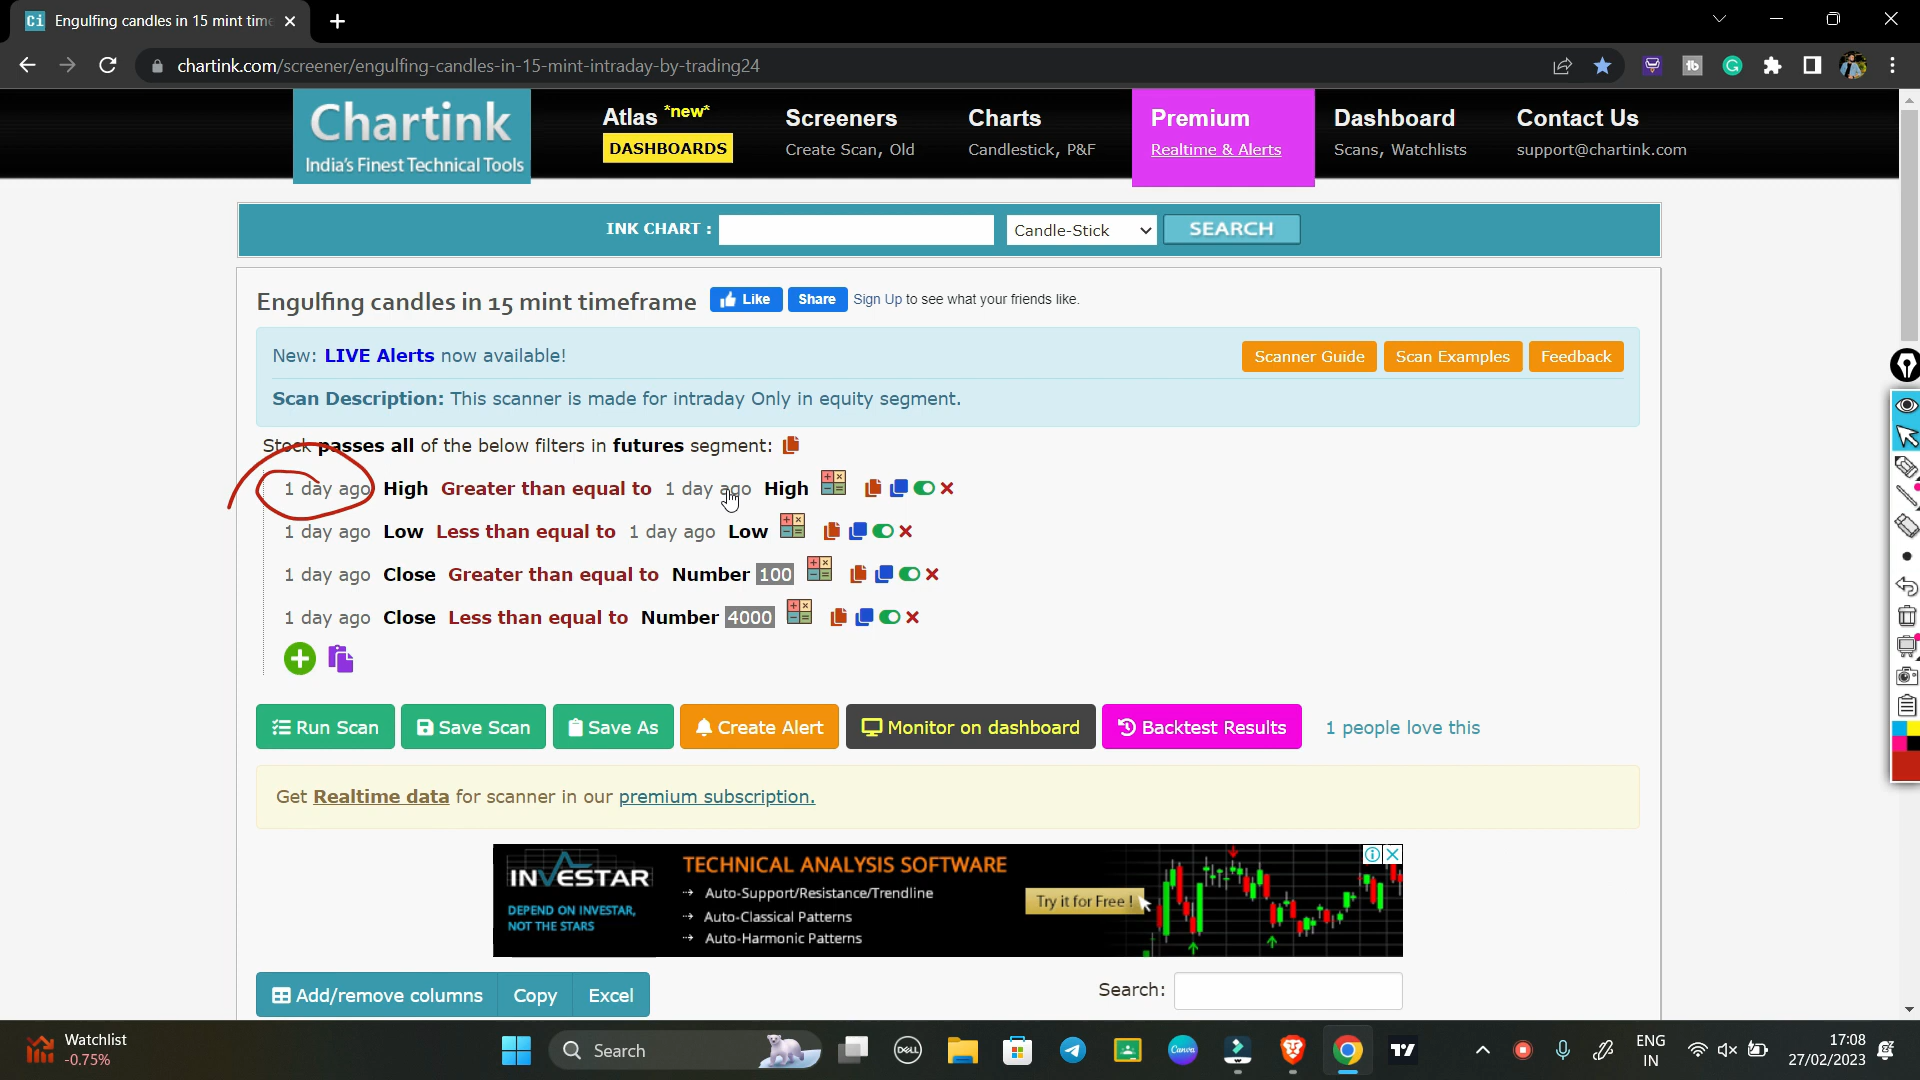 Engulfing candles in 15 mint time
chartink.com/screener/engulfing-candles-in-15-mint-intraday-by-trading24
Chartink
India's Finest Technical Tools
Atlas *new*
DASHBOARDS
Screeners
Create Scan, Old
Charts
Candlestick, P&F
Premium
Realtime & Alerts
Dashboard
Scans, Watchlists
Contact Us
support@chartink.com
INK CHART :
Candle-Stick
SEARCH
Engulfing candles in 15 mint timeframe
Like
Share
Sign Up to see what your friends like.
New: LIVE Alerts now available!
Scanner Guide
Scan Examples
Feedback
Scan Description: This scanner is made for intraday Only in equity segment.
Stock passes all of the below filters in futures segment:
1 day ago High Greater than equal to 1 day ago High
1 day ago Low Less than equal to 1 day ago Low
1 day ago Close Greater than equal to Number 100
1 day ago Close Less than equal to Number 4000
Run Scan
Save Scan
Save As
Create Alert
Monitor on dashboard
Backtest Results
1 people love this
Get Realtime data for scanner in our premium subscription.
INVESTAR
DEPEND ON INVESTAR,
NOT THE STARS
TECHNICAL ANALYSIS SOFTWARE
Auto-Support/Resistance/Trendline
Auto-Classical Patterns
Auto-Harmonic Patterns
Try it for Free !
Add/remove columns
Copy
Excel
Search:
Watchlist
-0.75%
Search
DELL
Canva
ENG
IN
17:08
27/02/2023